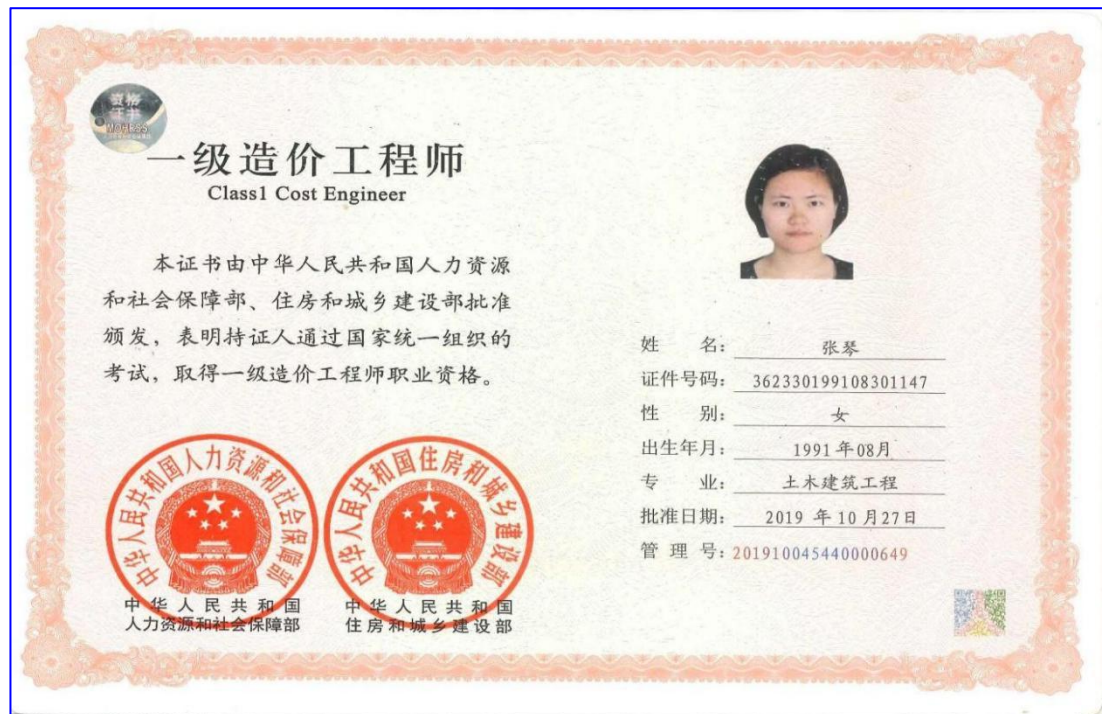 资格
证书
MOHRSS
一级造价工程师
Class1 Cost Engineer
本证书由中华人民共和国人力资源
和社会保障部、住房和城乡建设部批准
颁发，表明持证人通过国家统一组织的
考试，取得一级造价工程师职业资格。
中华人民共和国人力资源和社会保障部
中华人民共和国住房和城乡建设部
中华人民共和国
人力资源和社会保障部
中华人民共和国
住房和城乡建设部
姓 名：张琴
证件号码：362330199108301147
性 别：女
出生年月：1991年08月
专 业：土木建筑工程
批准日期：2019 年 10 月27日
管 理 号：201910045440000649